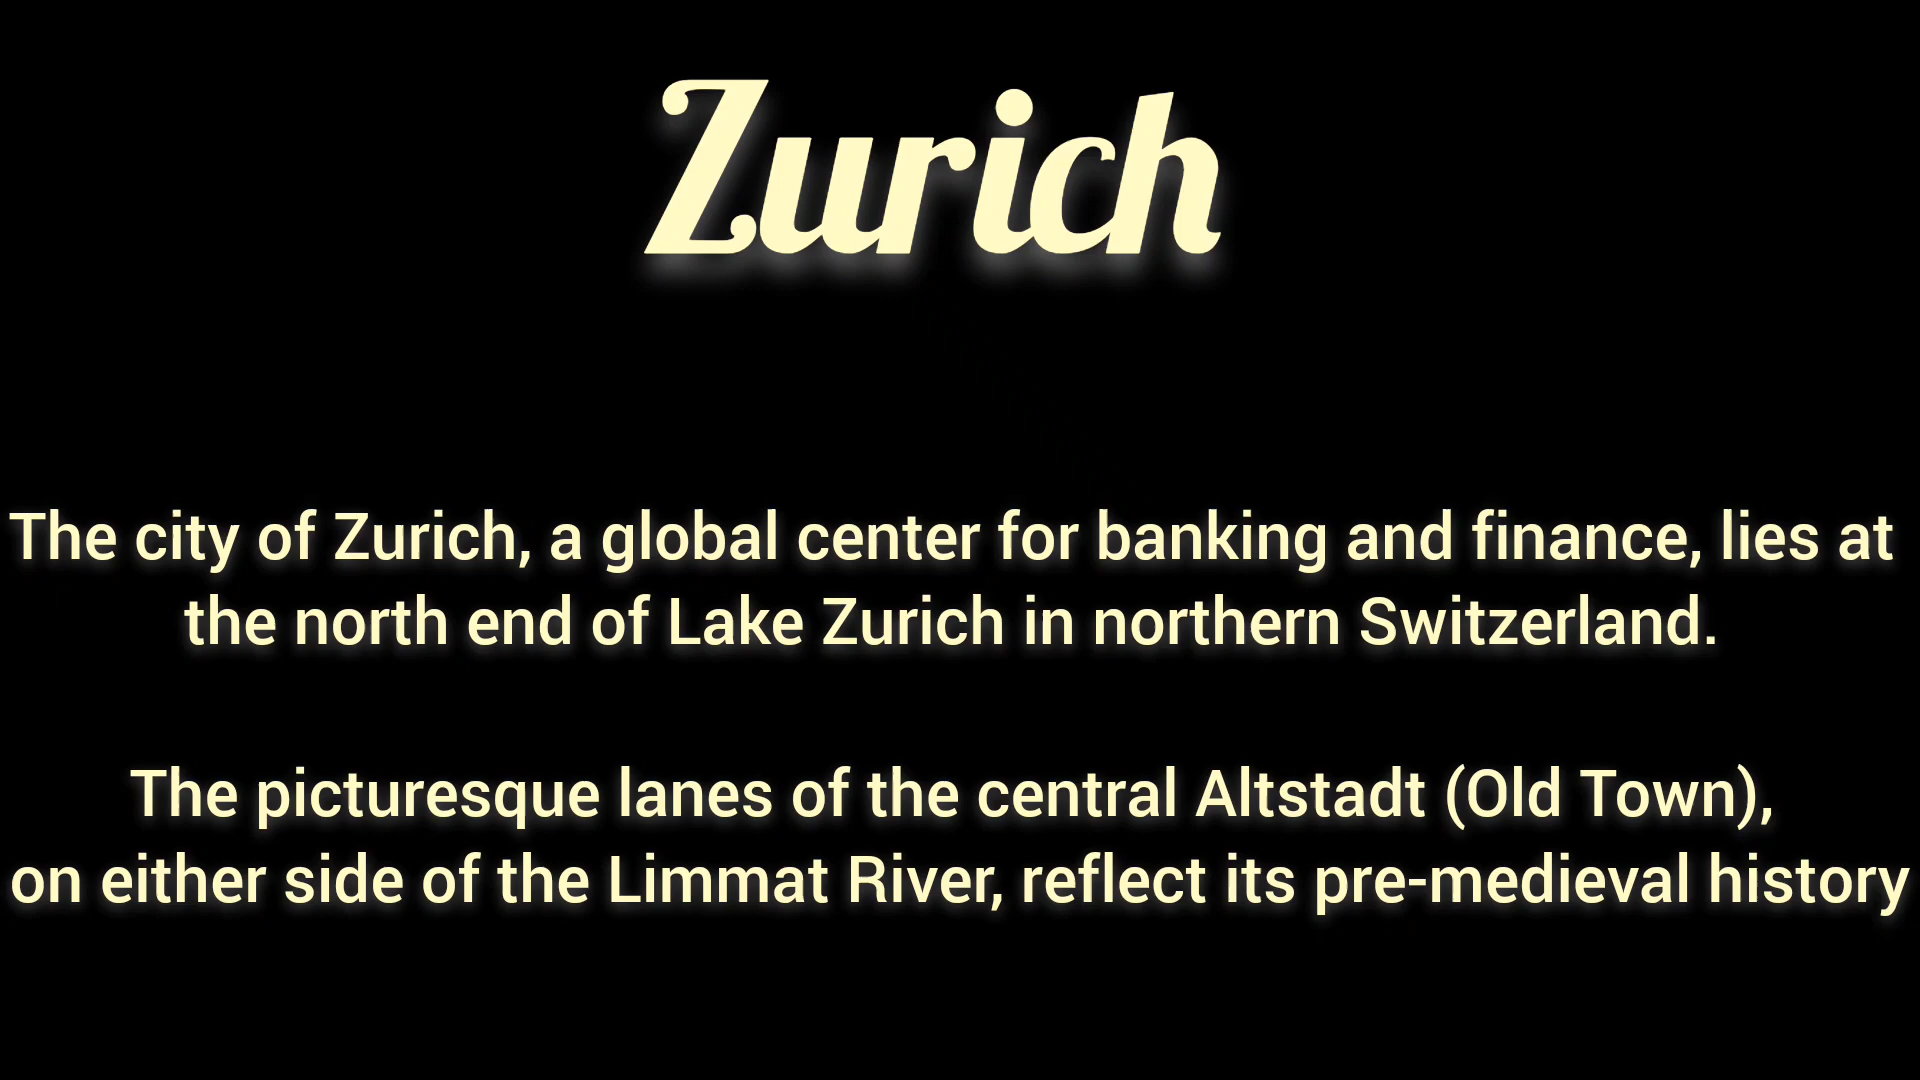 Zurich
The city of Zurich, a global center for banking and finance, lies at
the north end of Lake Zurich in northern Switzerland.
The picturesque lanes of the central Altstadt (Old Town),
on either side of the Limmat River, reflect its pre-medieval history